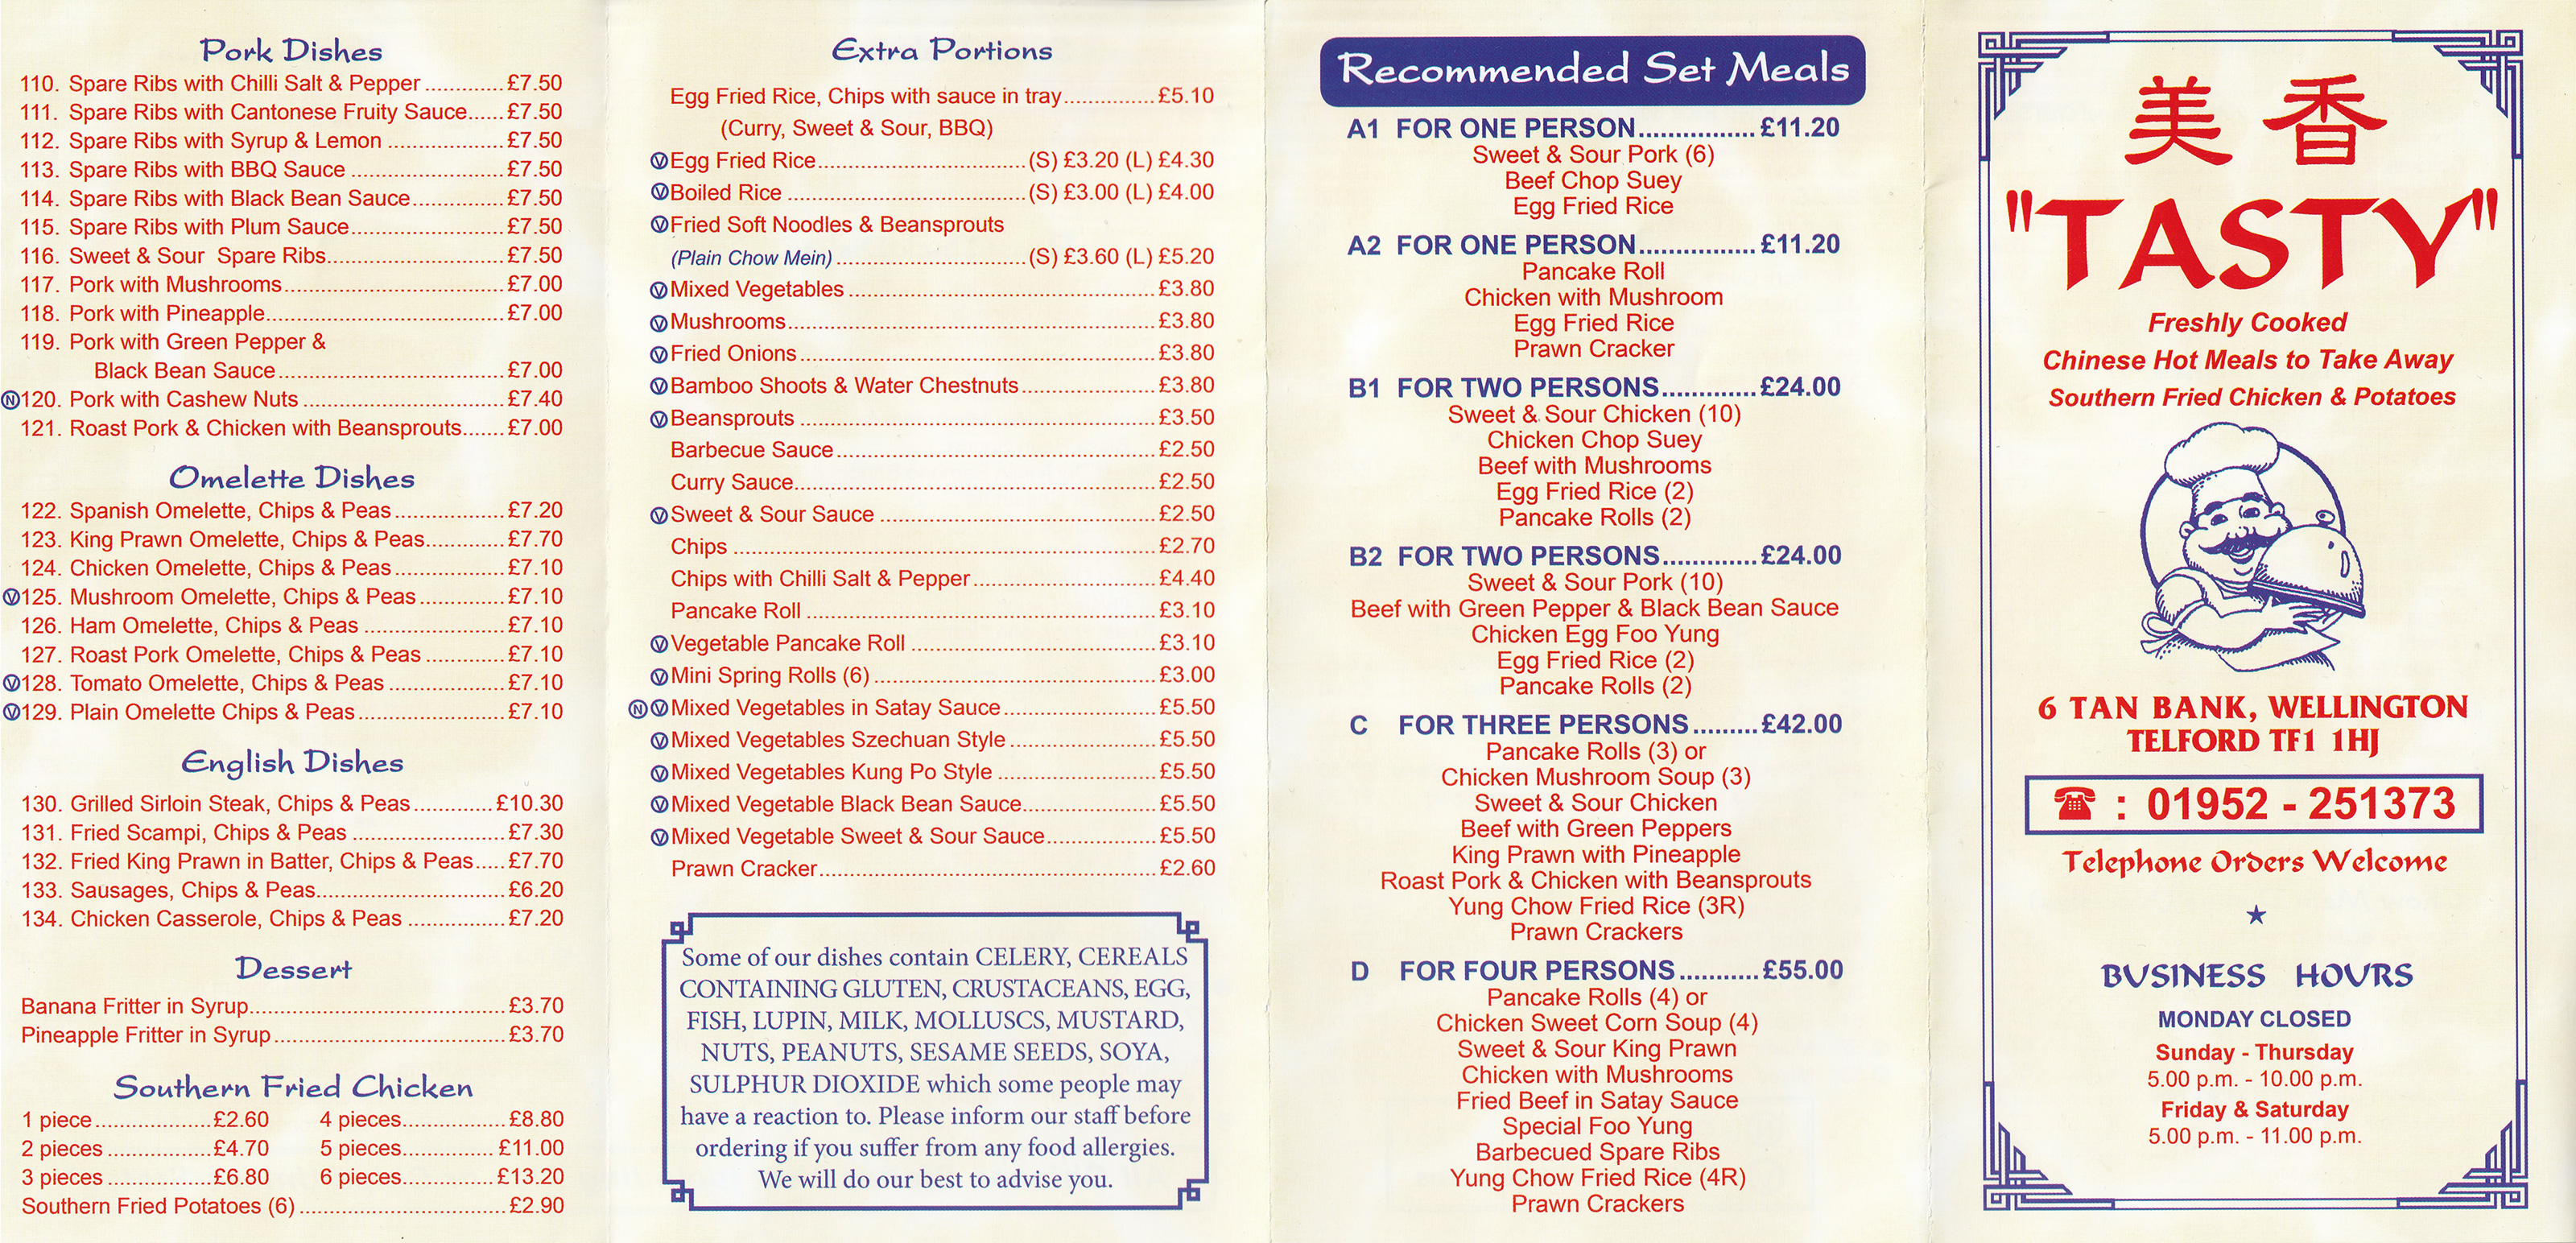 Pork Dishes
110. Spare Ribs with Chilli Salt & Pepper ............ £7.50
111. Spare Ribs with Cantonese Fruity Sauce...... £7.50
112. Spare Ribs with Syrup & Lemon .................. £7.50
113. Spare Ribs with BBQ Sauce ........................ £7.50
114. Spare Ribs with Black Bean Sauce.............. £7.50
115. Spare Ribs with Plum Sauce........................ £7.50
116. Sweet & Sour Spare Ribs........................... £7.50
117. Pork with Mushrooms.................................. £7.00
118. Pork with Pineapple..................................... £7.00
119. Pork with Green Pepper &
Black Bean Sauce................................... £7.00
Ⓝ120. Pork with Cashew Nuts ............................... £7.40
121. Roast Pork & Chicken with Beansprouts...... £7.00
Omelette Dishes
122. Spanish Omelette, Chips & Peas................. £7.20
123. King Prawn Omelette, Chips & Peas............ £7.70
124. Chicken Omelette, Chips & Peas................. £7.10
Ⓥ125. Mushroom Omelette, Chips & Peas ............. £7.10
126. Ham Omelette, Chips & Peas ..................... £7.10
127. Roast Pork Omelette, Chips & Peas ............ £7.10
Ⓥ128. Tomato Omelette, Chips & Peas .................. £7.10
Ⓥ129. Plain Omelette Chips & Peas...................... £7.10
English Dishes
130. Grilled Sirloin Steak, Chips & Peas............ £10.30
131. Fried Scampi, Chips & Peas ....................... £7.30
132. Fried King Prawn in Batter, Chips & Peas..... £7.70
133. Sausages, Chips & Peas............................. £6.20
134. Chicken Casserole, Chips & Peas ............... £7.20
Dessert
Banana Fritter in Syrup....................................... £3.70
Pineapple Fritter in Syrup................................... £3.70
Southern Fried Chicken
1 piece.................. £2.60 4 pieces................ £8.80
2 pieces ................ £4.70 5 pieces.............. £11.00
3 pieces ................ £6.80 6 pieces.............. £13.20
Southern Fried Potatoes (6)................................ £2.90
Extra Portions
Egg Fried Rice, Chips with sauce in tray.............. £5.10
(Curry, Sweet & Sour, BBQ)
ⓋEgg Fried Rice................................ (S) £3.20 (L) £4.30
ⓋBoiled Rice ..................................... (S) £3.00 (L) £4.00
ⓋFried Soft Noodles & Beansprouts
(Plain Chow Mein)............................. (S) £3.60 (L) £5.20
ⓋMixed Vegetables ............................................... £3.80
ⓋMushrooms......................................................... £3.80
ⓋFried Onions....................................................... £3.80
ⓋBamboo Shoots & Water Chestnuts..................... £3.80
ⓋBeansprouts ....................................................... £3.50
Barbecue Sauce.................................................. £2.50
Curry Sauce........................................................ £2.50
ⓋSweet & Sour Sauce .......................................... £2.50
Chips .................................................................. £2.70
Chips with Chilli Salt & Pepper............................ £4.40
Pancake Roll ...................................................... £3.10
ⓋVegetable Pancake Roll ...................................... £3.10
ⓋMini Spring Rolls (6)........................................... £3.00
ⓃⓋMixed Vegetables in Satay Sauce....................... £5.50
ⓋMixed Vegetables Szechuan Style ...................... £5.50
ⓋMixed Vegetables Kung Po Style ........................ £5.50
ⓋMixed Vegetable Black Bean Sauce.................... £5.50
ⓋMixed Vegetable Sweet & Sour Sauce................. £5.50
Prawn Cracker.................................................... £2.60
Some of our dishes contain CELERY, CEREALS
CONTAINING GLUTEN, CRUSTACEANS, EGG,
FISH, LUPIN, MILK, MOLLUSCS, MUSTARD,
NUTS, PEANUTS, SESAME SEEDS, SOYA,
SULPHUR DIOXIDE which some people may
have a reaction to. Please inform our staff before
ordering if you suffer from any food allergies.
We will do our best to advise you.
Recommended Set Meals
A1 FOR ONE PERSON................ £11.20
Sweet & Sour Pork (6)
Beef Chop Suey
Egg Fried Rice
A2 FOR ONE PERSON................ £11.20
Pancake Roll
Chicken with Mushroom
Egg Fried Rice
Prawn Cracker
B1 FOR TWO PERSONS............. £24.00
Sweet & Sour Chicken (10)
Chicken Chop Suey
Beef with Mushrooms
Egg Fried Rice (2)
Pancake Rolls (2)
B2 FOR TWO PERSONS............. £24.00
Sweet & Sour Pork (10)
Beef with Green Pepper & Black Bean Sauce
Chicken Egg Foo Yung
Egg Fried Rice (2)
Pancake Rolls (2)
C FOR THREE PERSONS......... £42.00
Pancake Rolls (3) or
Chicken Mushroom Soup (3)
Sweet & Sour Chicken
Beef with Green Peppers
King Prawn with Pineapple
Roast Pork & Chicken with Beansprouts
Yung Chow Fried Rice (3R)
Prawn Crackers
D FOR FOUR PERSONS........... £55.00
Pancake Rolls (4) or
Chicken Sweet Corn Soup (4)
Sweet & Sour King Prawn
Chicken with Mushrooms
Fried Beef in Satay Sauce
Special Foo Yung
Barbecued Spare Ribs
Yung Chow Fried Rice (4R)
Prawn Crackers
美香
"TASTY"
Freshly Cooked
Chinese Hot Meals to Take Away
Southern Fried Chicken & Potatoes
6 TAN BANK, WELLINGTON
TELFORD TF1 1HJ
☎ : 01952 - 251373
Telephone Orders Welcome
★
BUSINESS HOURS
MONDAY CLOSED
Sunday - Thursday
5.00 p.m. - 10.00 p.m.
Friday & Saturday
5.00 p.m. - 11.00 p.m.